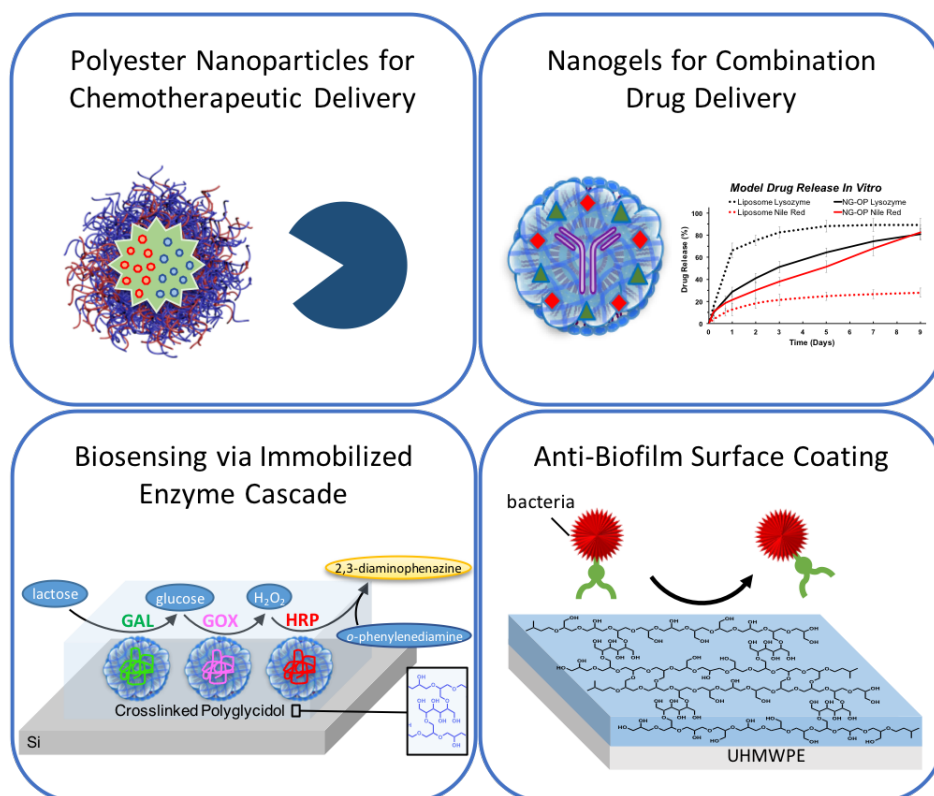 Polyester Nanoparticles for
Chemotherapeutic Delivery
Nanogels for Combination
Drug Delivery
Model Drug Release In Vitro
Liposome Lysozyme
NG-OP Lysozyme
Liposome Nile Red
NG-OP Nile Red
Drug Release (%)
100
80
60
40
20
0
0 1 2 3 4 5 6 7 8 9
Time (Days)
Biosensing via Immobilized
Enzyme Cascade
2,3-diaminophenazine
lactose
glucose
H₂O₂
GAL
GOX
HRP
o-phenylenediamine
Crosslinked Polyglycidol
Si
Anti-Biofilm Surface Coating
bacteria
UHMWPE